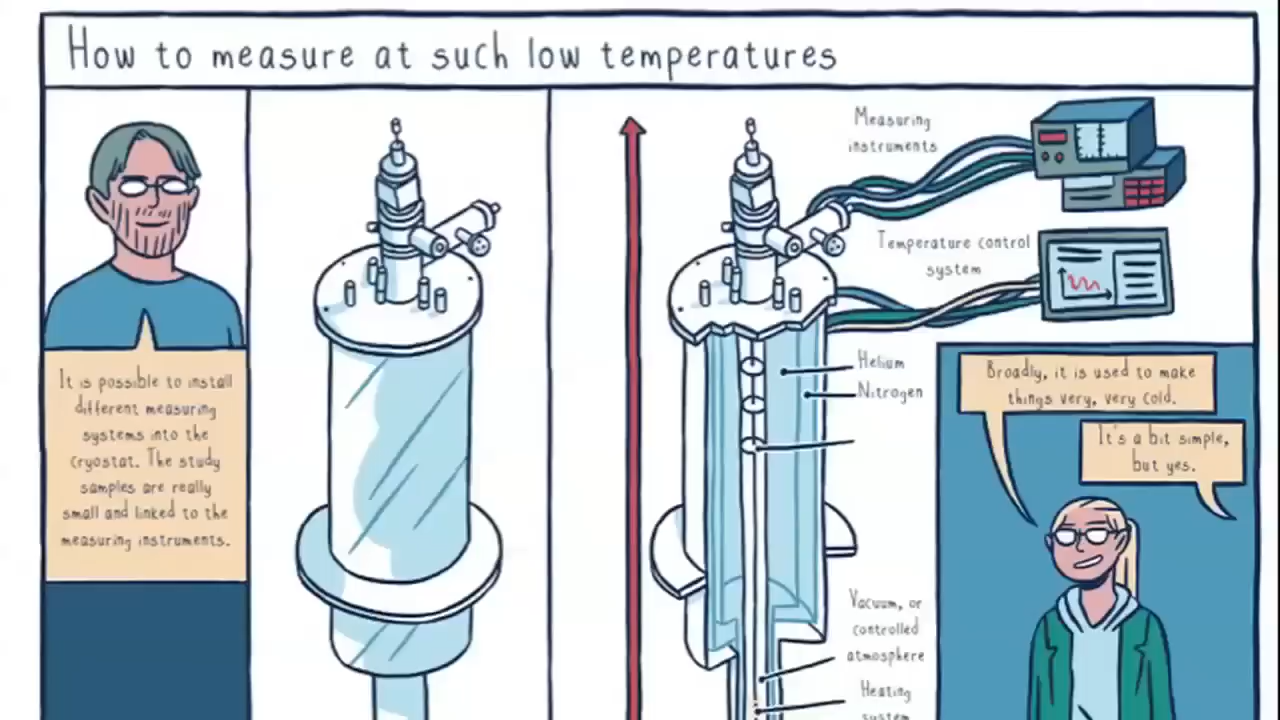 How to measure at such low temperatures
It is possible to install
different measuring
systems into the
cryostat. The study
samples are really
small and linked to the
measuring instruments.
Measuring
instruments
Temperature control
system
Helium
Nitrogen
Vacuum, or
controlled
atmosphere
Heating
system
Broadly, it is used to make
things very, very cold.
It's a bit simple,
but yes.